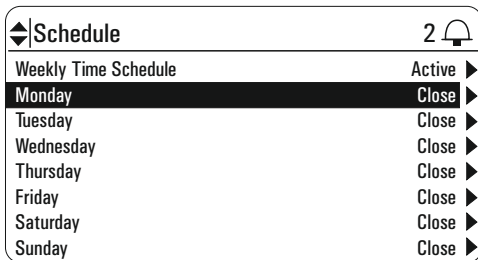 Schedule 2
Weekly Time Schedule Active
Monday Close
Tuesday Close
Wednesday Close
Thursday Close
Friday Close
Saturday Close
Sunday Close